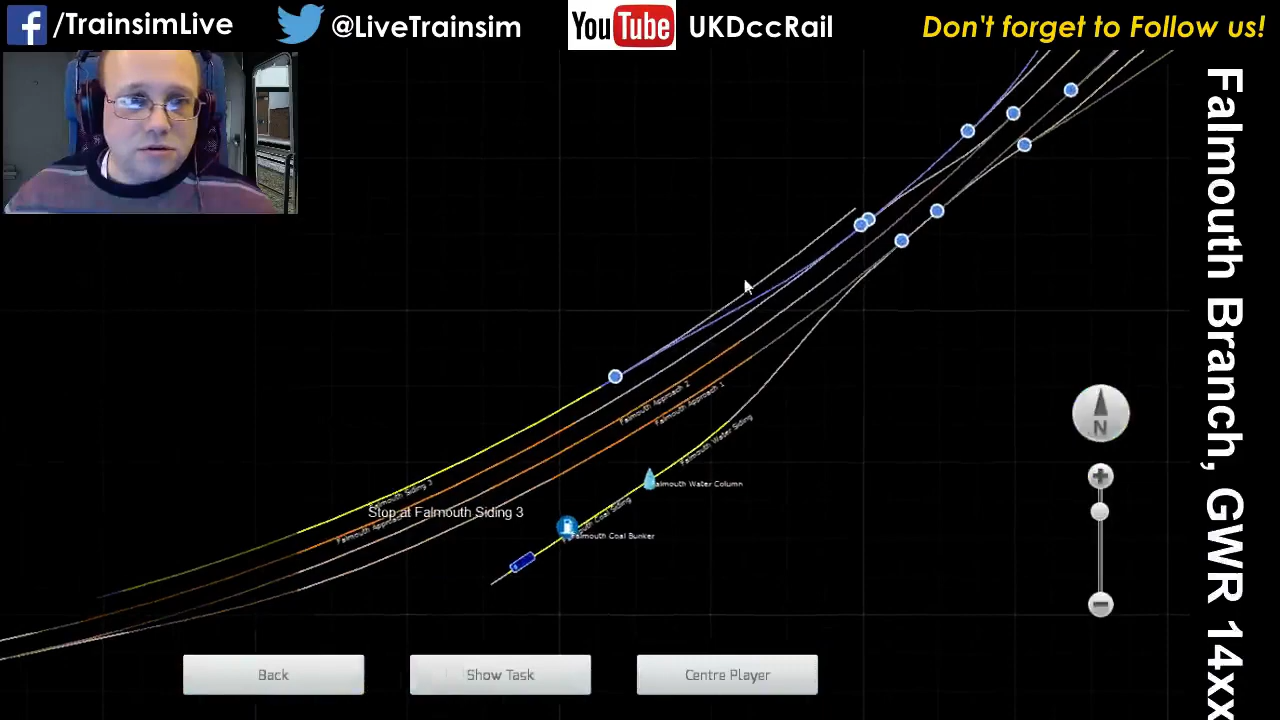 /TrainsimLive
@LiveTrainsim
YouTube
UKDccRail
Don't forget to Follow us!
Falmouth Branch, GWR 14xx
Falmouth Approach 2
Falmouth Approach 1
Falmouth Water Siding
Falmouth Water Column
Falmouth Siding 3
Stop at Falmouth Siding 3
Falmouth Coal Bunker
N
Back
Show Task
Centre Player